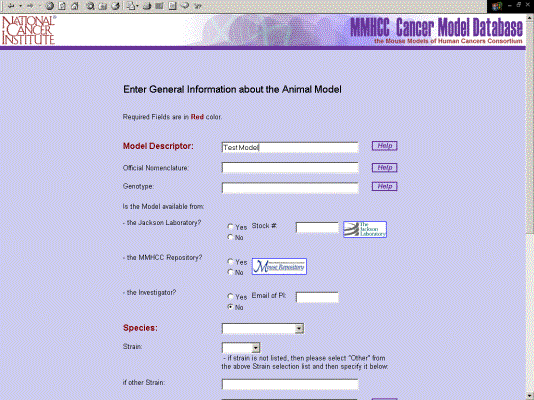 NATIONAL
CANCER
INSTITUTE
MMHCC Cancer Model Database
the Mouse Models of Human Cancers Consortium
Enter General Information about the Animal Model
Required Fields are in Red color.
Model Descriptor: Test Model Help
Official Nomenclature: Help
Genotype: Help
Is the Model available from:
- the Jackson Laboratory? Yes Stock #: The Jackson Laboratory
No
- the MMHCC Repository? Yes Mouse Repository
No
- the Investigator? Yes Email of PI:
No
Species:
Strain:
- if strain is not listed, then please select "Other" from
the above Strain selection list and then specify it below:
if other Strain: